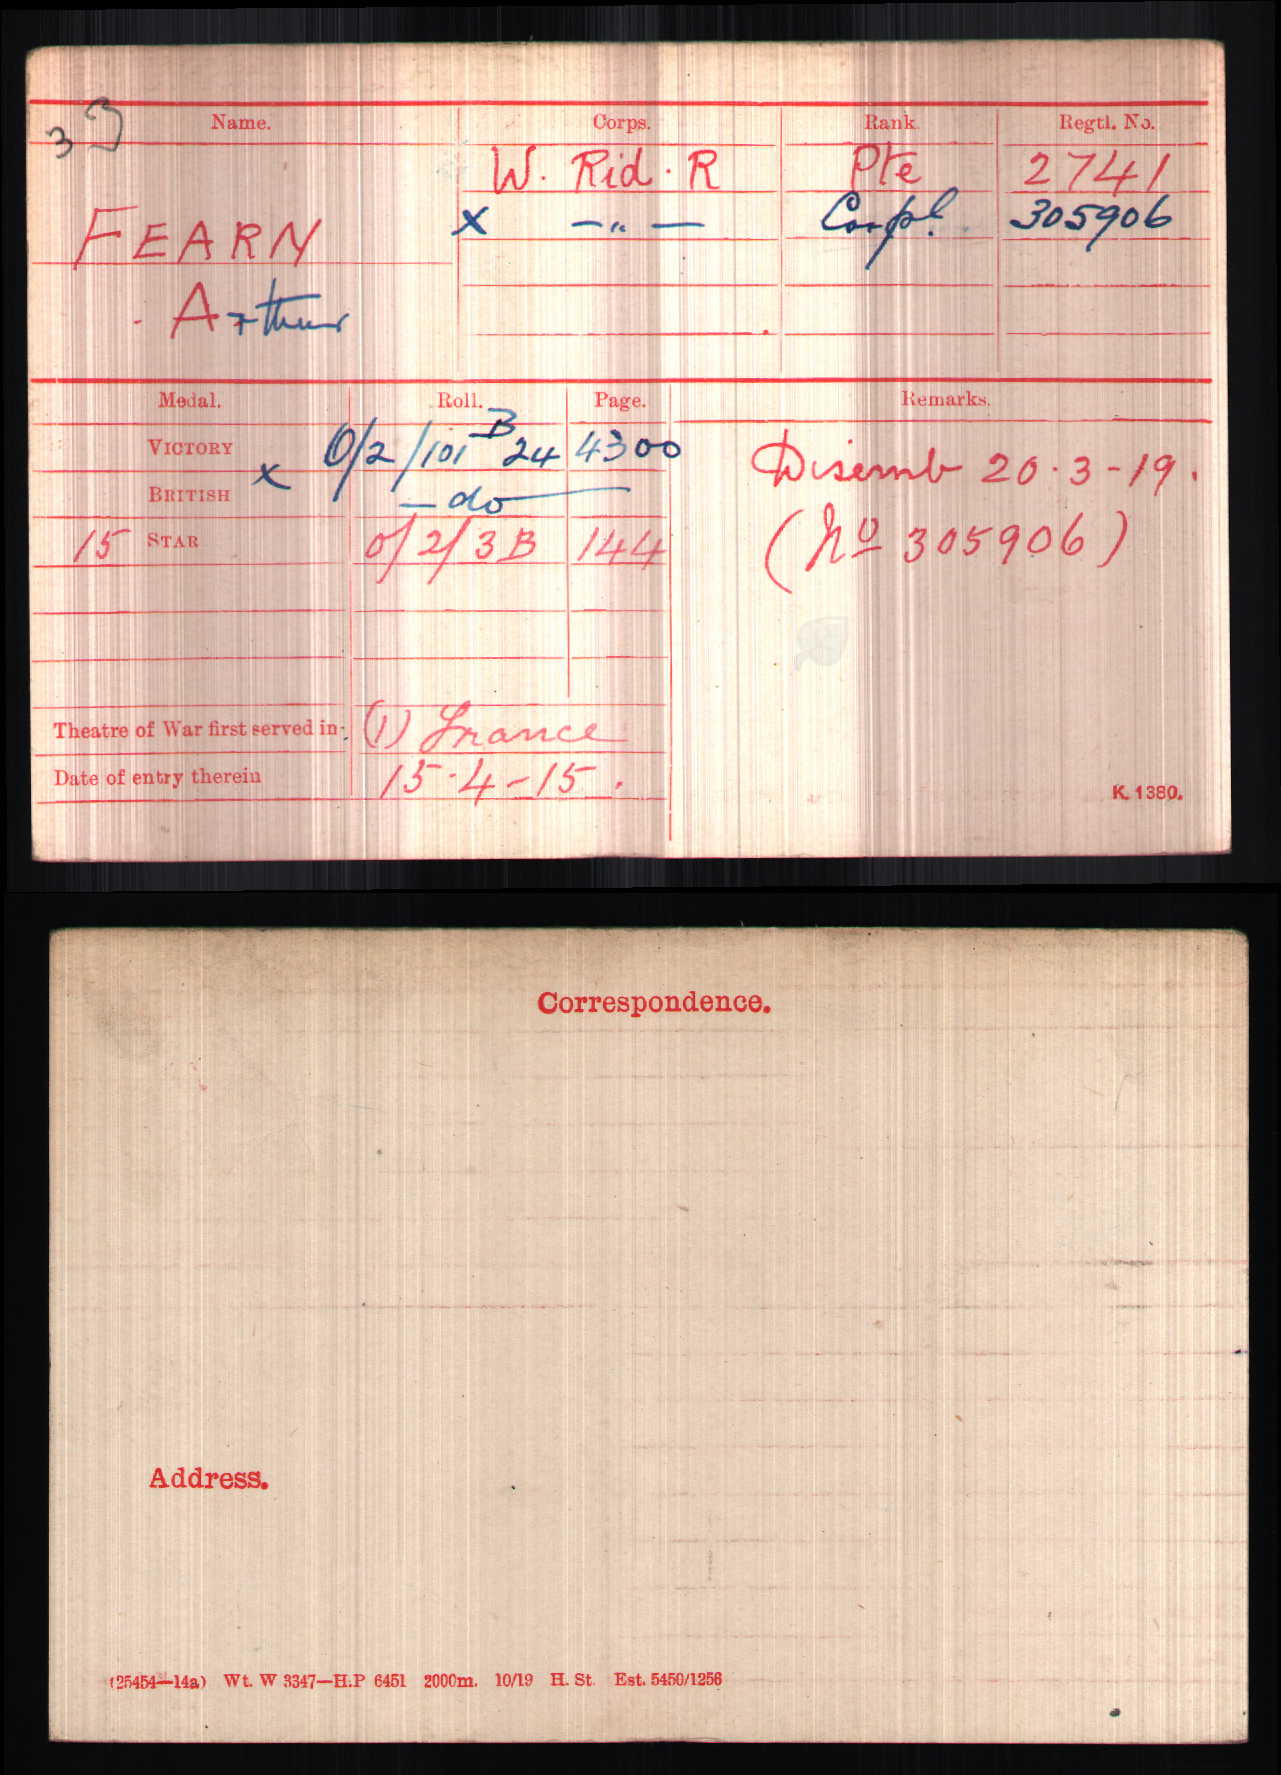 33
Name. Corps. Rank. Regtl. No.
W. Rid. R Pte 2741
x —"— Corpl. 305906
FEARN
Arthur
Medal. Roll. Page. Remarks.
VICTORY x O/2/101 B 24 4300
BRITISH — do —
15 STAR O/2/3B 144
Disemb 20.3-19.
(No 305906)
Theatre of War first served in- (1) France
Date of entry therein 15.4-15.
K. 1380.
Correspondence.
Address.
(25454—14a) Wt. W 3347—H.P 6451 2000m. 10/19 H. St. Est. 5450/1256